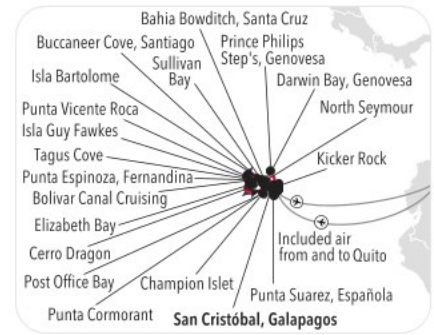 Bahia Bowditch, Santa Cruz
Buccaneer Cove, Santiago
Prince Philips
Step's, Genovesa
Sullivan
Bay
Isla Bartolome
Darwin Bay, Genovesa
North Seymour
Punta Vicente Roca
Isla Guy Fawkes
Tagus Cove
Kicker Rock
Punta Espinoza, Fernandina
Bolivar Canal Cruising
Elizabeth Bay
Included air
from and to Quito
Cerro Dragon
Post Office Bay
Champion Islet
Punta Suarez, Española
Punta Cormorant
San Cristóbal, Galapagos